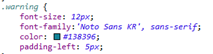 .warning {
font-size: 12px;
font-family:'Noto Sans KR', sans-serif;
color: #138396;
padding-left: 5px;